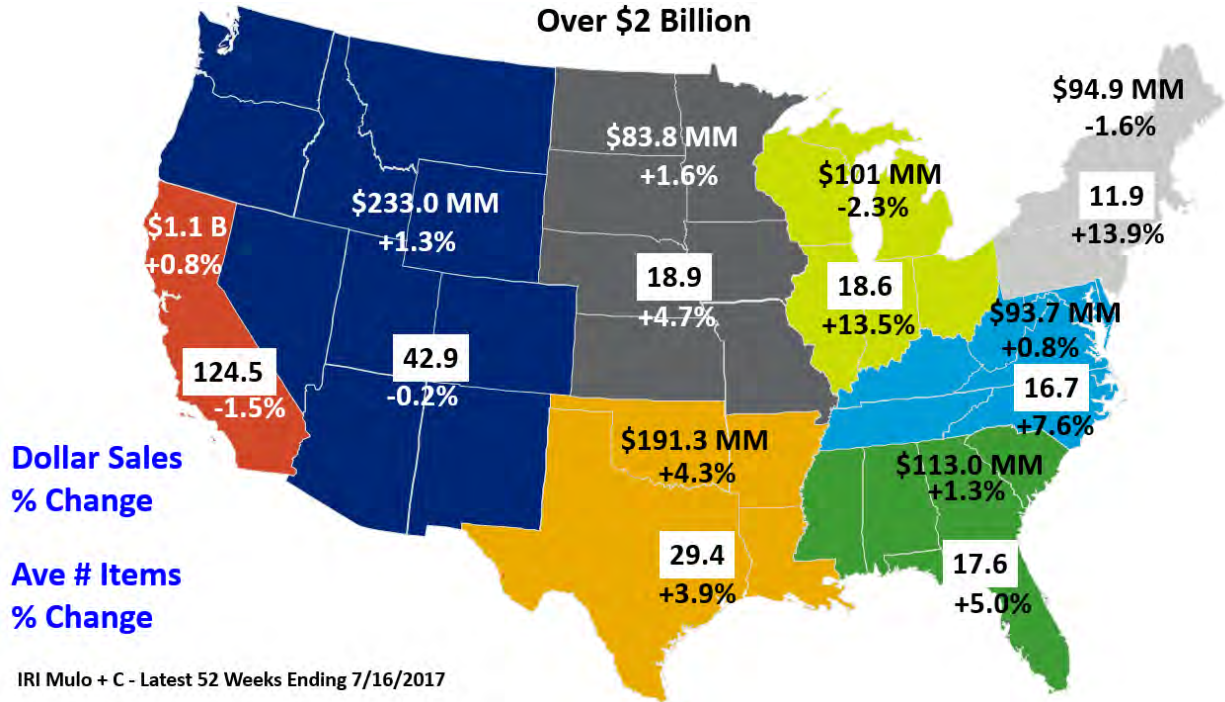 Over $2 Billion
$94.9 MM
-1.6%
11.9
+13.9%
$83.8 MM
+1.6%
18.9
+4.7%
$101 MM
-2.3%
18.6
+13.5%
$233.0 MM
+1.3%
42.9
-0.2%
$1.1 B
+0.8%
124.5
-1.5%
$93.7 MM
+0.8%
16.7
+7.6%
$191.3 MM
+4.3%
29.4
+3.9%
$113.0 MM
+1.3%
17.6
+5.0%
Dollar Sales
% Change
Ave # Items
% Change
IRI Mulo + C - Latest 52 Weeks Ending 7/16/2017